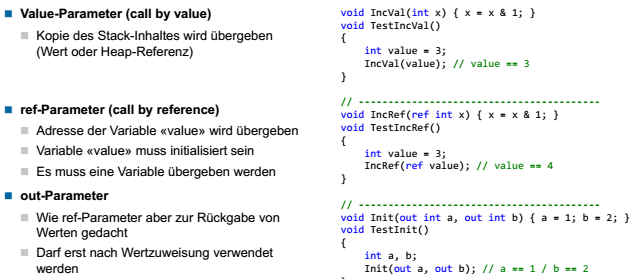 Value-Parameter (call by value)
Kopie des Stack-Inhaltes wird übergeben
(Wert oder Heap-Referenz)
ref-Parameter (call by reference)
Adresse der Variable «value» wird übergeben
Variable «value» muss initialisiert sein
Es muss eine Variable übergeben werden
out-Parameter
Wie ref-Parameter aber zur Rückgabe von
Werten gedacht
Darf erst nach Wertzuweisung verwendet
werden
void IncVal(int x) { x = x & 1; }
void TestIncVal()
{
int value = 3;
IncVal(value); // value == 3
}
// ----------------------------------------
void IncRef(ref int x) { x = x & 1; }
void TestIncRef()
{
int value = 3;
IncRef(ref value); // value == 4
}
// ----------------------------------------
void Init(out int a, out int b) { a = 1; b = 2; }
void TestInit()
{
int a, b;
Init(out a, out b); // a == 1 / b == 2
}